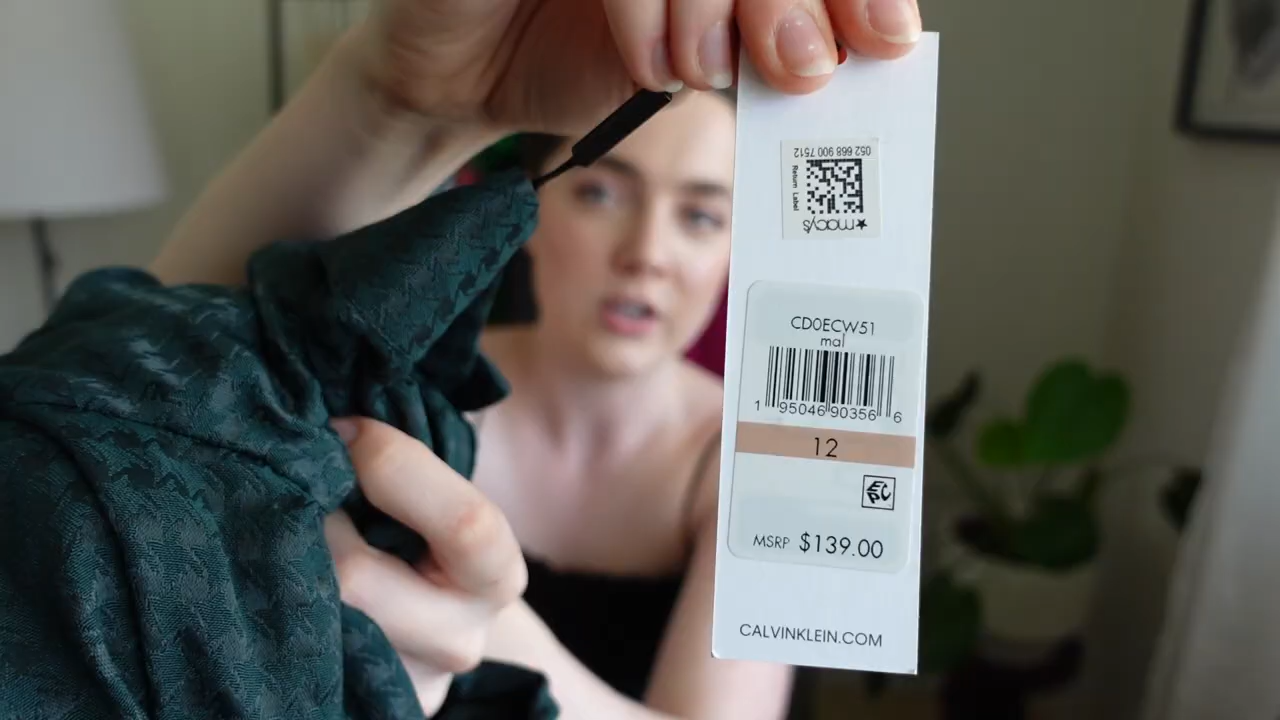 052 668 900 7512
Return Label
★macy's
CD0ECW51
mal
1 95046 90356 6
12
EPC
MSRP $139.00
CALVINKLEIN.COM